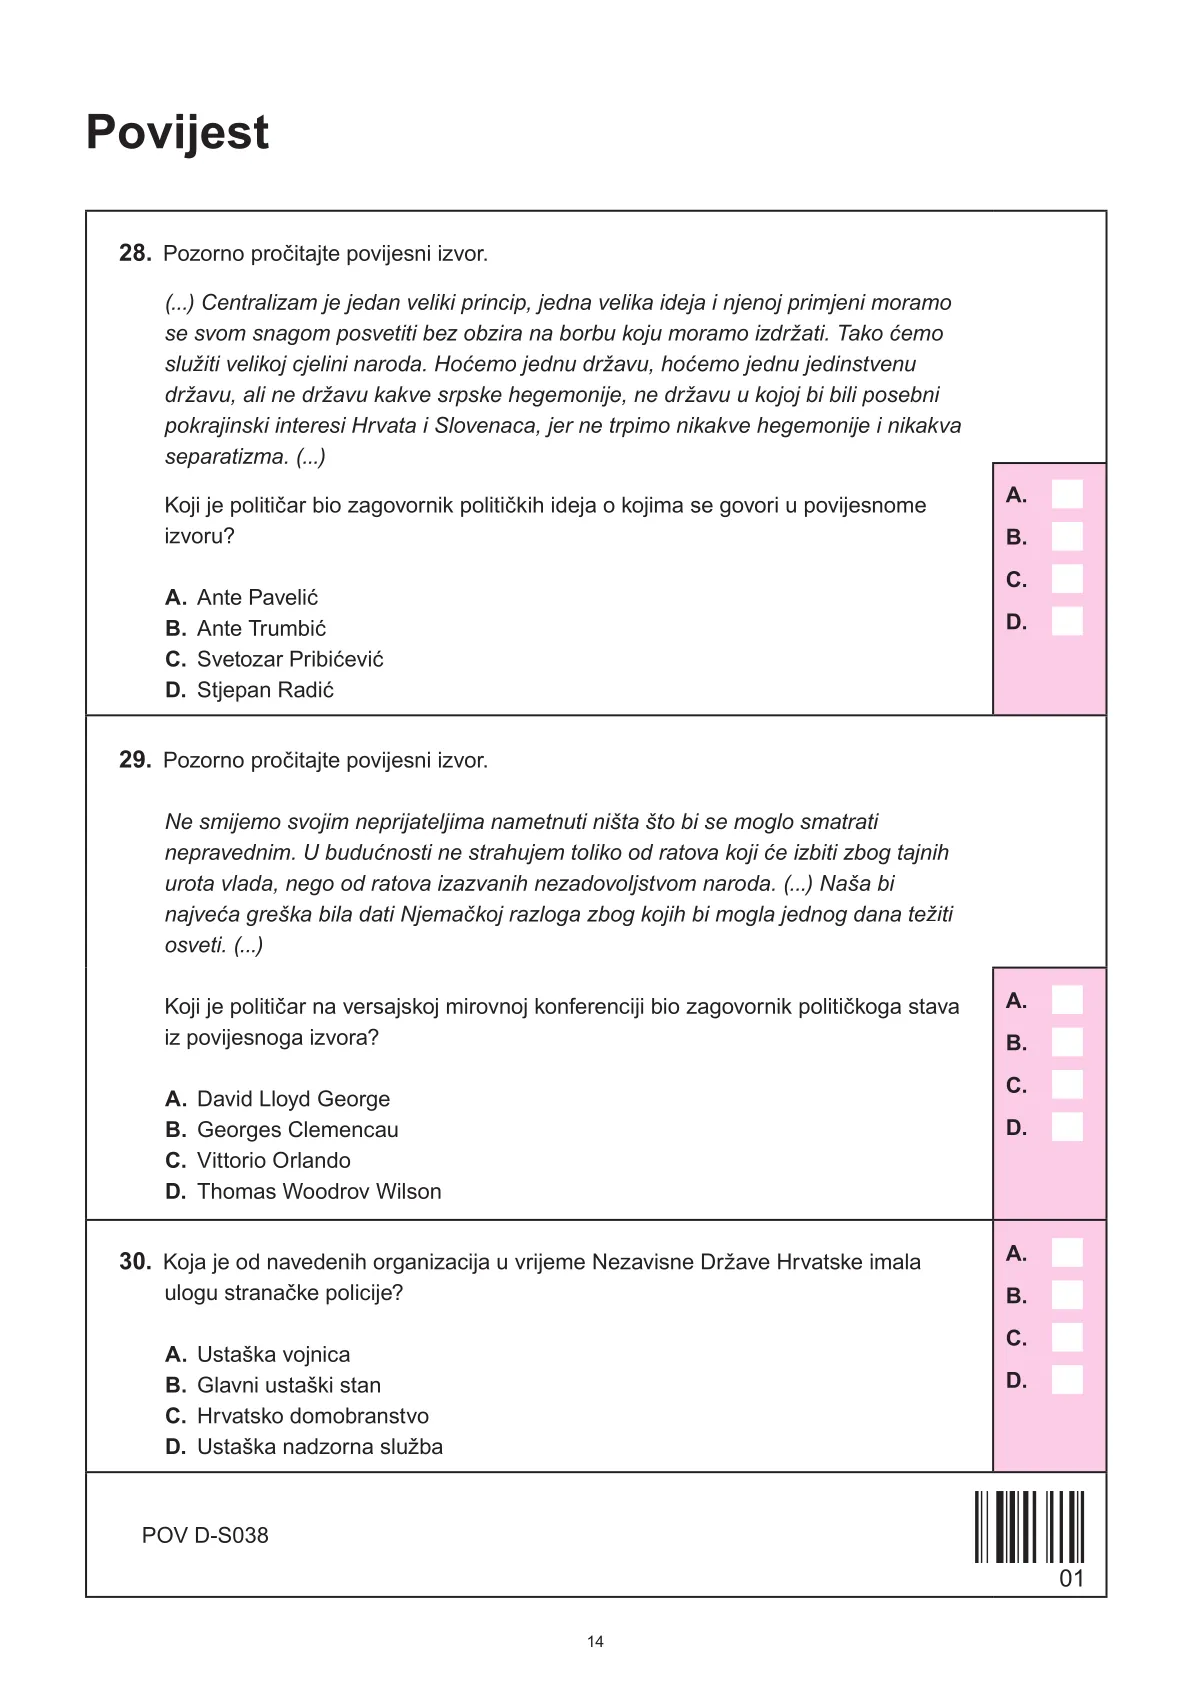 Povijest
28. Pozorno pročitajte povijesni izvor.
(...) Centralizam je jedan veliki princip, jedna velika ideja i njenoj primjeni moramo
se svom snagom posvetiti bez obzira na borbu koju moramo izdržati. Tako ćemo
služiti velikoj cjelini naroda. Hoćemo jednu državu, hoćemo jednu jedinstvenu
državu, ali ne državu kakve srpske hegemonije, ne državu u kojoj bi bili posebni
pokrajinski interesi Hrvata i Slovenaca, jer ne trpimo nikakve hegemonije i nikakva
separatizma. (...)
Koji je političar bio zagovornik političkih ideja o kojima se govori u povijesnome
izvoru?
A. Ante Pavelić
B. Ante Trumbić
C. Svetozar Pribićević
D. Stjepan Radić
A.
B.
C.
D.
29. Pozorno pročitajte povijesni izvor.
Ne smijemo svojim neprijateljima nametnuti ništa što bi se moglo smatrati
nepravednim. U budućnosti ne strahujem toliko od ratova koji će izbiti zbog tajnih
urota vlada, nego od ratova izazvanih nezadovoljstvom naroda. (...) Naša bi
najveća greška bila dati Njemačkoj razloga zbog kojih bi mogla jednog dana težiti
osveti. (...)
Koji je političar na versajskoj mirovnoj konferenciji bio zagovornik političkoga stava
iz povijesnoga izvora?
A. David Lloyd George
B. Georges Clemencau
C. Vittorio Orlando
D. Thomas Woodrov Wilson
A.
B.
C.
D.
30. Koja je od navedenih organizacija u vrijeme Nezavisne Države Hrvatske imala
ulogu stranačke policije?
A. Ustaška vojnica
B. Glavni ustaški stan
C. Hrvatsko domobranstvo
D. Ustaška nadzorna služba
A.
B.
C.
D.
POV D-S038
01
14